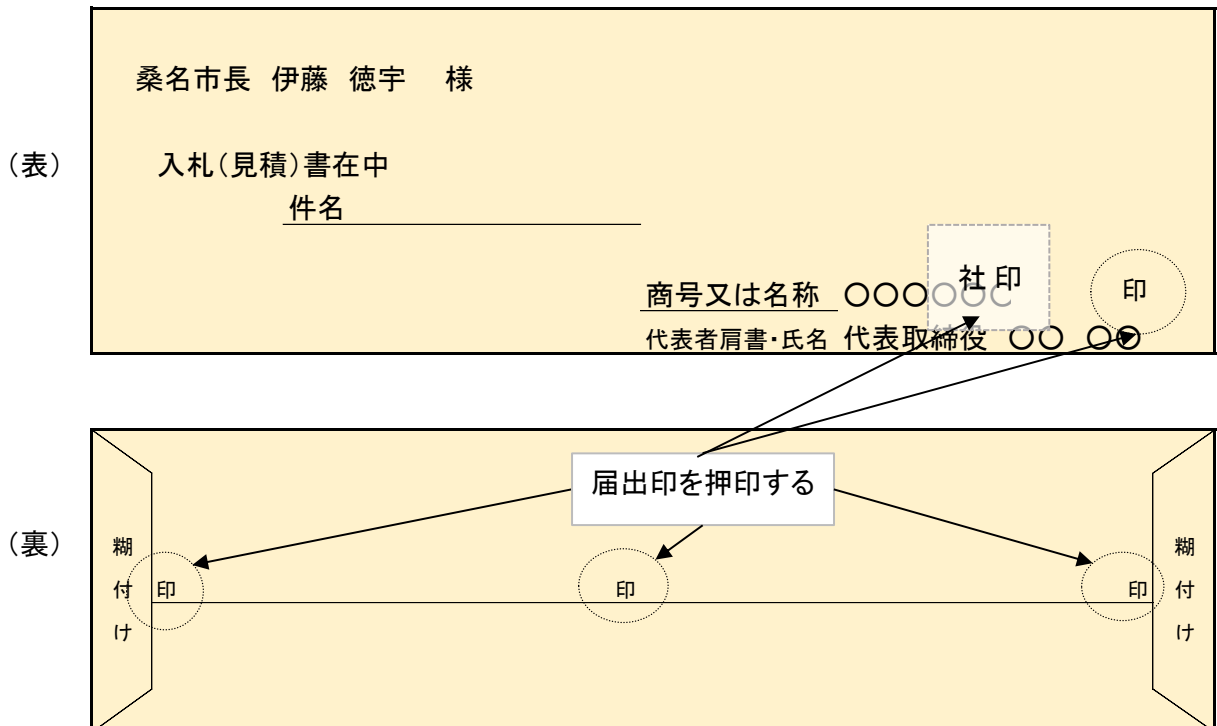 桑名市長 伊藤 徳宇 様
(表)
入札(見積)書在中
件名
社印
印
商号又は名称 〇〇〇〇〇〇
代表者肩書・氏名 代表取締役 〇〇 〇〇
届出印を押印する
(裏)
糊付け
印
印
印
糊付け